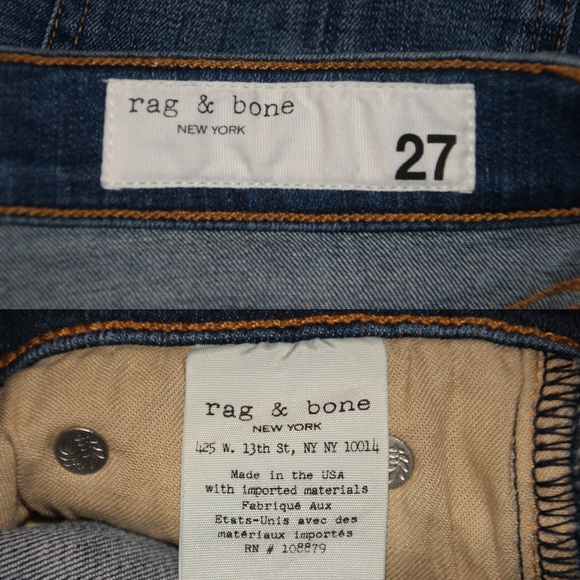 rag & bone
NEW YORK
27
rag & bone
NEW YORK
425 W. 13th St, NY NY 10014
Made in the USA
with imported materials
Fabriqué Aux
Etats-Unis avec des
matériaux importés
RN # 108879